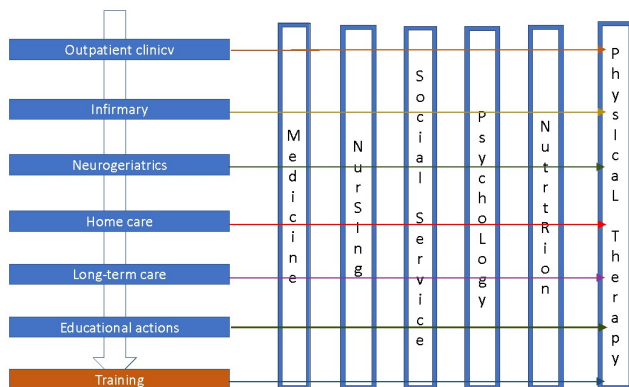 Outpatient clinicv
Infirmary
Neurogeriatrics
Home care
Long-term care
Educational actions
Training
Medicine
NurSIng
Social Service
PsychoLogy
NutrtRion
PhysIcaL Therapy